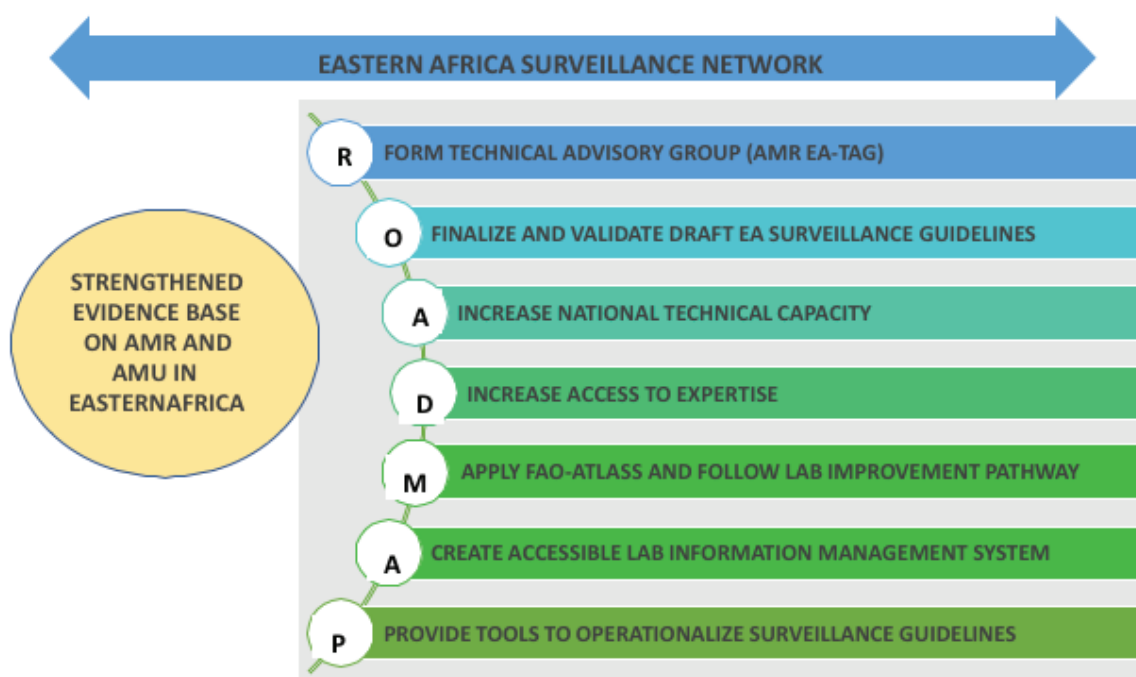 EASTERN AFRICA SURVEILLANCE NETWORK
STRENGTHENED
EVIDENCE BASE
ON AMR AND
AMU IN
EASTERNAFRICA
R FORM TECHNICAL ADVISORY GROUP (AMR EA-TAG)
O FINALIZE AND VALIDATE DRAFT EA SURVEILLANCE GUIDELINES
A INCREASE NATIONAL TECHNICAL CAPACITY
D INCREASE ACCESS TO EXPERTISE
M APPLY FAO-ATLASS AND FOLLOW LAB IMPROVEMENT PATHWAY
A CREATE ACCESSIBLE LAB INFORMATION MANAGEMENT SYSTEM
P PROVIDE TOOLS TO OPERATIONALIZE SURVEILLANCE GUIDELINES